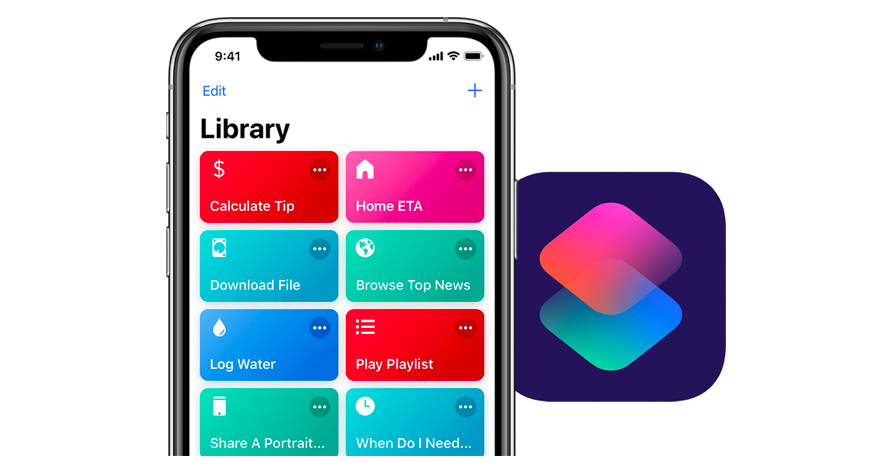 9:41
Edit
Library
$
Calculate Tip
Home ETA
Download File
Browse Top News
Log Water
Play Playlist
Share A Portrait...
When Do I Need...